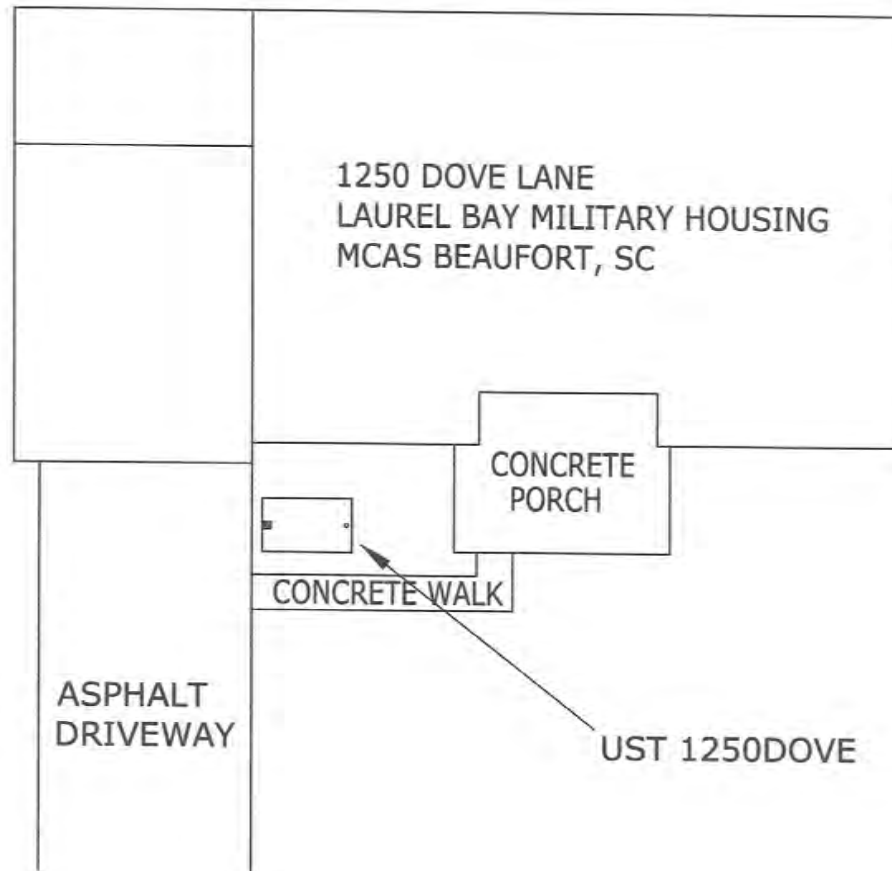 1250 DOVE LANE
LAUREL BAY MILITARY HOUSING
MCAS BEAUFORT, SC
CONCRETE
PORCH
CONCRETE WALK
ASPHALT
DRIVEWAY
UST 1250DOVE